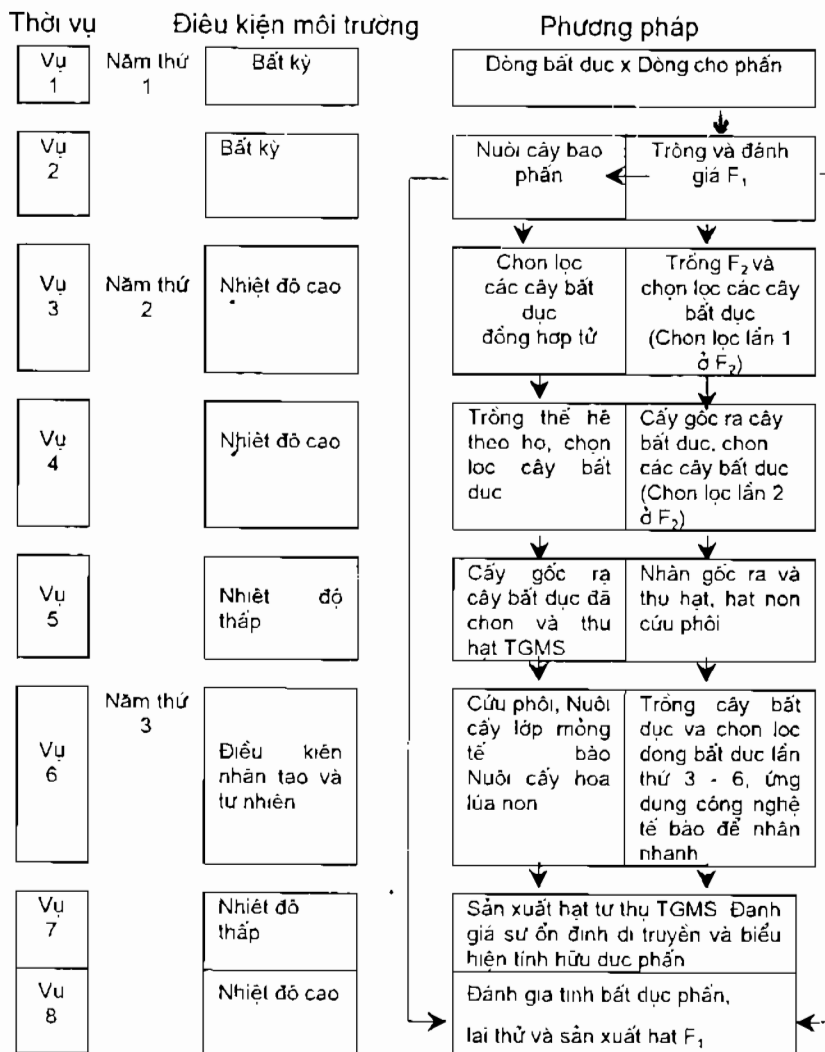 Thời vụ Điều kiện môi trường Phương pháp
Vụ
1
Năm thứ
1
Bất kỳ
Dòng bất dục x Dòng cho phấn
Vụ
2
Bất kỳ
Nuôi cấy bao
phấn
Trồng và đánh
giá F₁
Vụ
3
Năm thứ
2
Nhiệt độ cao
Chọn lọc
các cây bất
dục
đồng hợp tử
Trồng F₂ và
chọn lọc các cây
bất dục
(Chọn lọc lần 1
ở F₂)
Vụ
4
Nhiệt độ cao
Trồng thế hệ
theo họ, chọn
lọc cây bất
dục
Cấy gốc rạ cây
bất dục, chọn
các cây bất dục
(Chọn lọc lần 2
ở F₂)
Vụ
5
Nhiệt độ
thấp
Cấy gốc rạ
cây bất dục đã
chọn và thu
hạt TGMS
Nhân gốc rạ và
thu hạt, hạt non
cứu phôi
Vụ
6
Năm thứ
3
Điều kiện
nhân tạo và
tự nhiên
Cứu phôi, Nuôi
cấy lớp mỏng
tế bào
Nuôi cấy hoa
lúa non
Trồng cây bất
dục và chọn lọc
dòng bất dục lần
thứ 3 - 6, ứng
dụng công nghệ
tế bào để nhân
nhanh
Vụ
7
Nhiệt độ
thấp
Sản xuất hạt tự thụ TGMS Đánh
giá sự ổn định di truyền và biểu
hiện tính hữu dục phấn
Vụ
8
Nhiệt độ cao
Đánh giá tính bất dục phấn,
lai thử và sản xuất hạt F₁